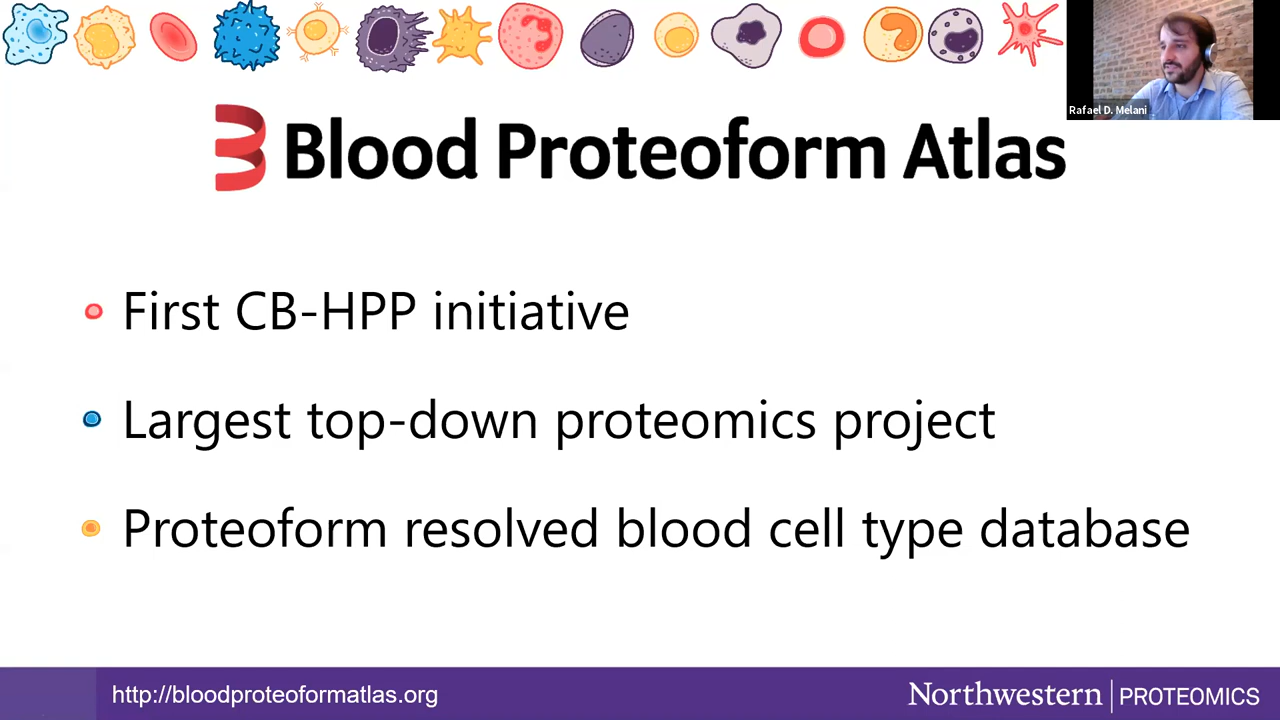 Rafael D. Melani
Blood Proteoform Atlas
First CB-HPP initiative
Largest top-down proteomics project
Proteoform resolved blood cell type database
http://bloodproteoformatlas.org
Northwestern | PROTEOMICS